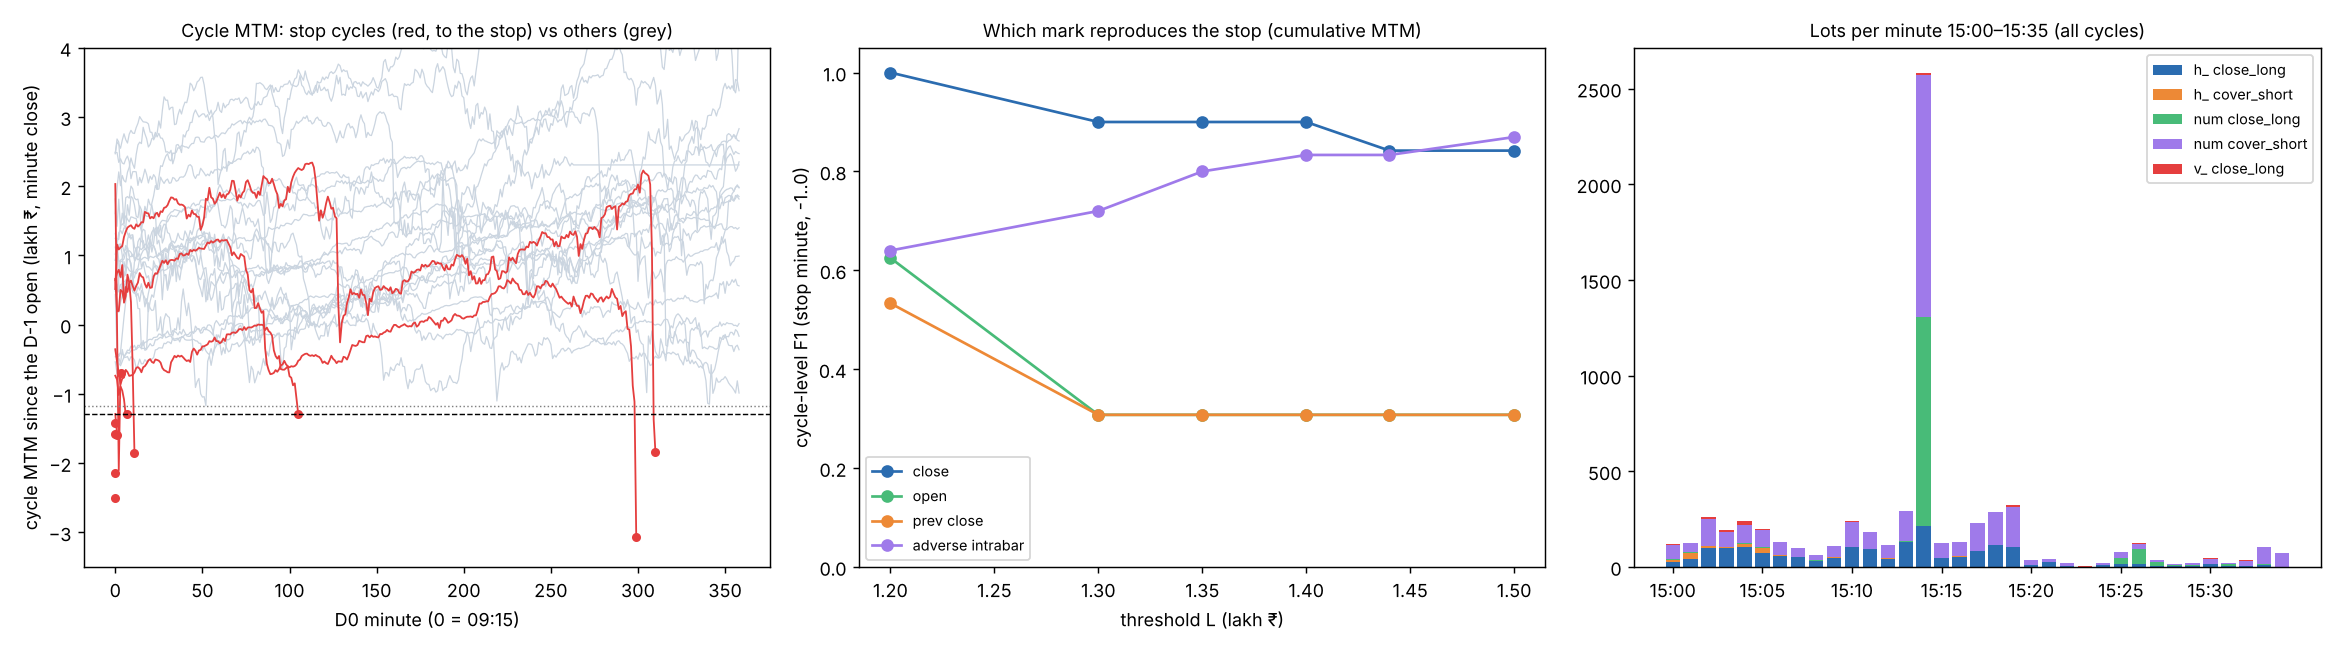 Cycle MTM: stop cycles (red, to the stop) vs others (grey)
cycle MTM since the D-1 open (lakh ₹, minute close)
4
3
2
1
0
−1
−2
−3
0
50
100
150
200
250
300
350
D0 minute (0 = 09:15)
Which mark reproduces the stop (cumulative MTM)
cycle-level F1 (stop minute, -1..0)
1.0
0.8
0.6
0.4
0.2
0.0
close
open
prev close
adverse intrabar
1.20
1.25
1.30
1.35
1.40
1.45
1.50
threshold L (lakh ₹)
Lots per minute 15:00–15:35 (all cycles)
2500
2000
1500
1000
500
0
h_ close_long
h_ cover_short
num close_long
num cover_short
v_ close_long
15:00
15:05
15:10
15:15
15:20
15:25
15:30